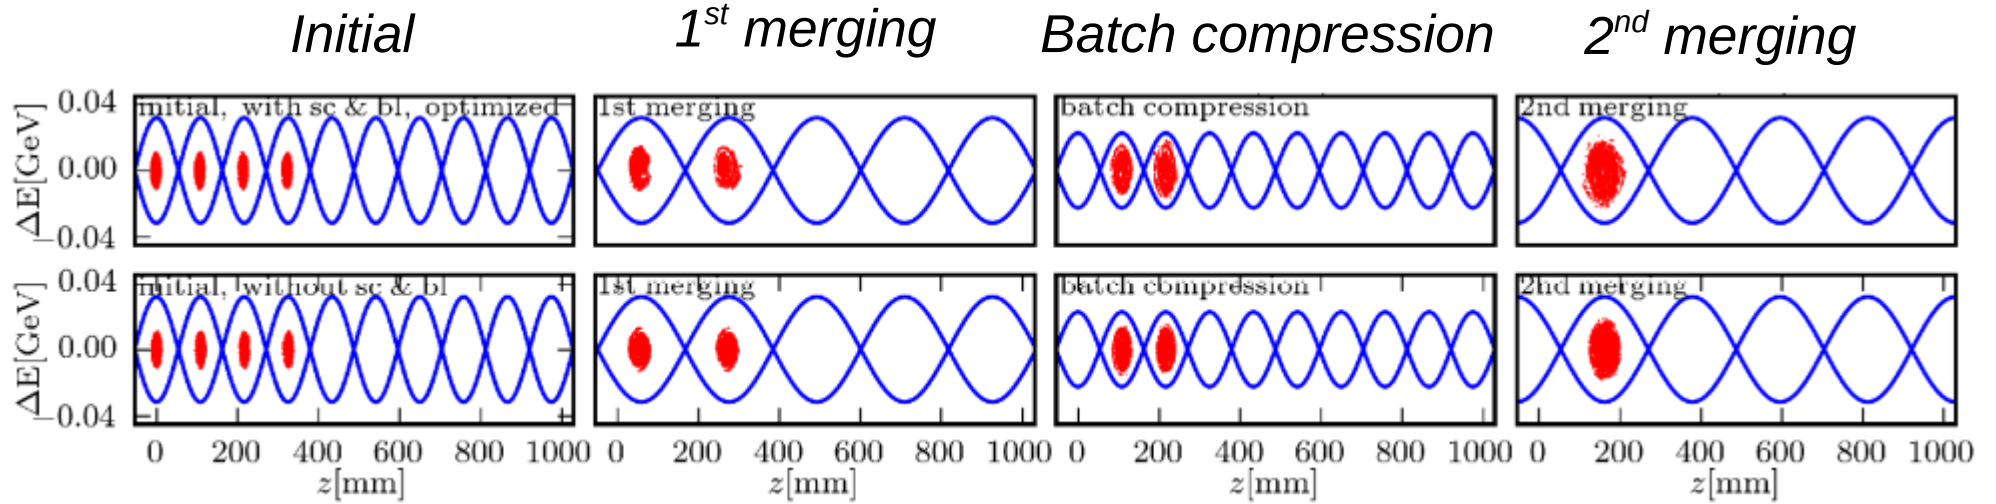 Initial 1st merging Batch compression 2nd merging
initial, with sc & bl, optimized 1st merging batch compression 2nd merging
ΔE[GeV]
0.04
0.00
−0.04
initial, without sc & bl 1st merging batch compression 2nd merging
ΔE[GeV]
0.04
0.00
−0.04
0 200 400 600 800 1000 0 200 400 600 800 1000 0 200 400 600 800 1000 0 200 400 600 800 1000
z[mm] z[mm] z[mm] z[mm]